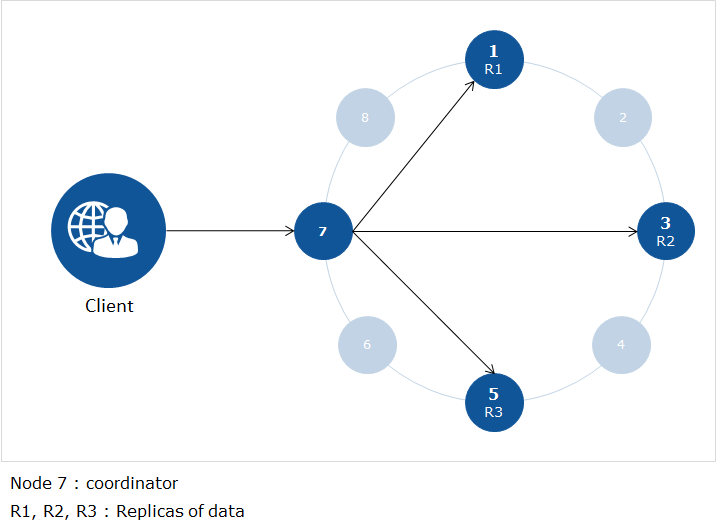 1
R1
8
2
7
3
R2
Client
6
4
5
R3
Node 7 : coordinator
R1, R2, R3 : Replicas of data